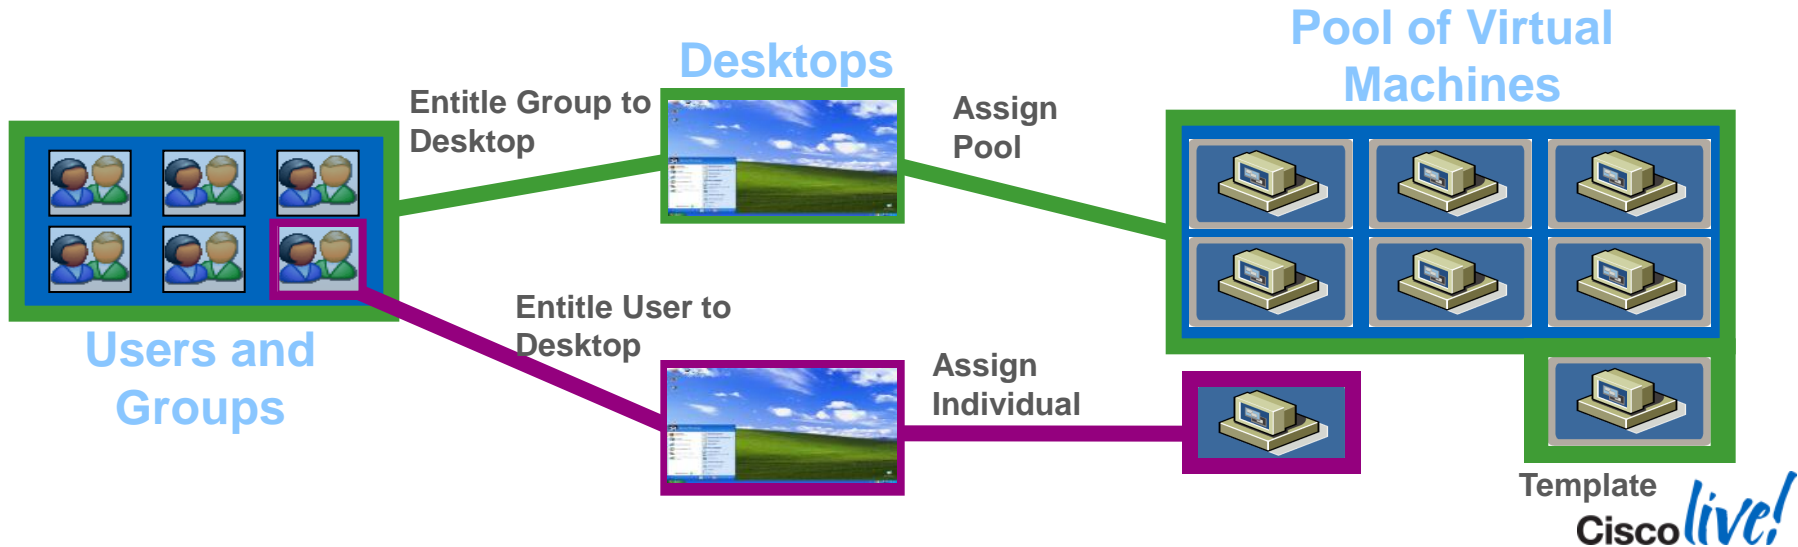 Desktops
Pool of Virtual
Machines
Entitle Group to
Desktop
Assign
Pool
Users and
Groups
Entitle User to
Desktop
Assign
Individual
Template
Cisco live!